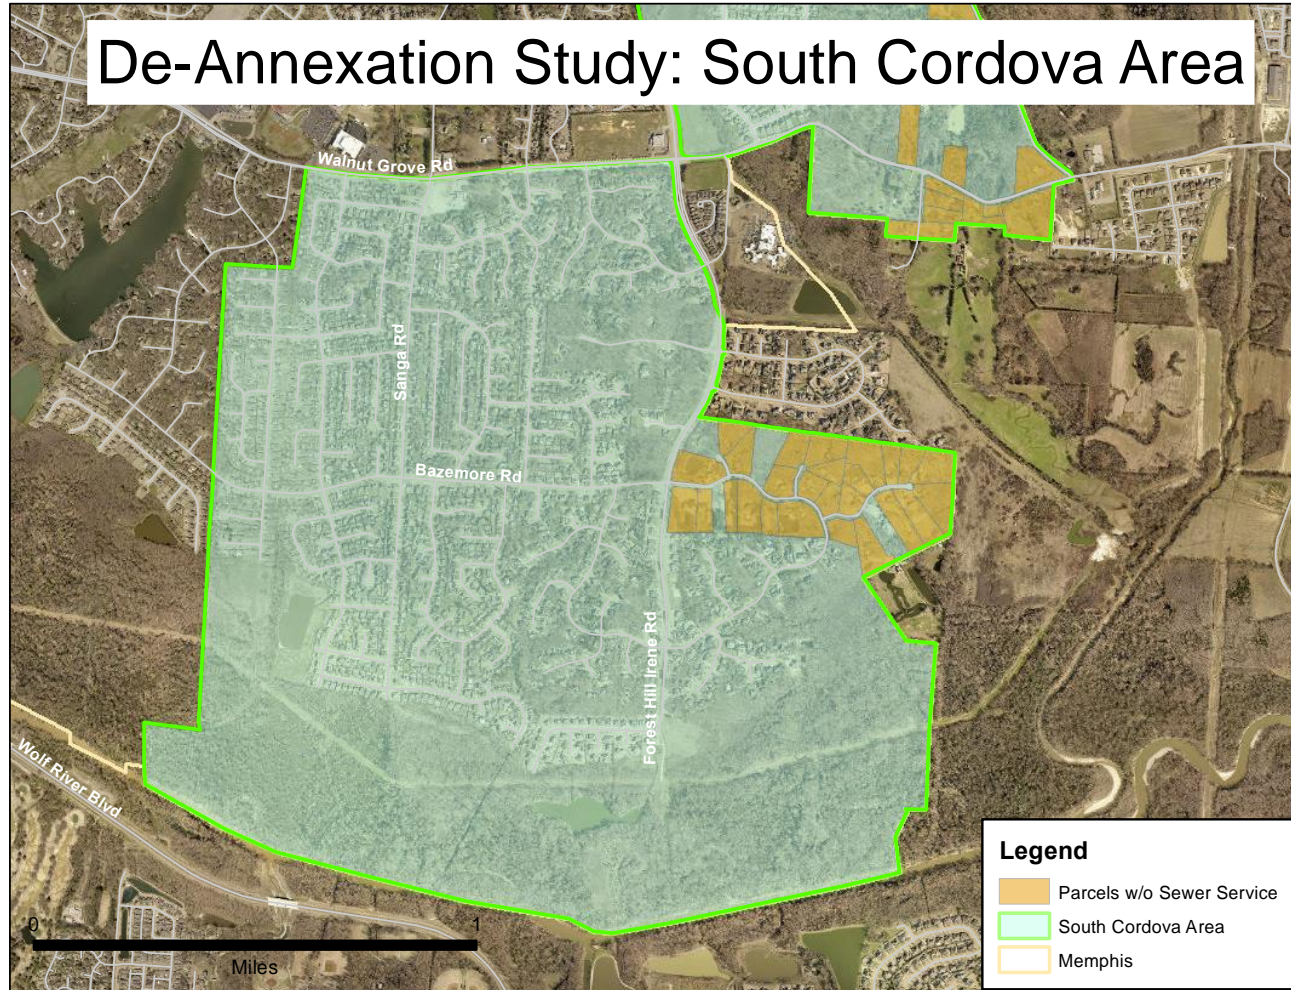 De-Annexation Study: South Cordova Area
Walnut Grove Rd
Sanga Rd
Bazemore Rd
Forest Hill Irene Rd
Wolf River Blvd
0 1
Miles
Legend
Parcels w/o Sewer Service
South Cordova Area
Memphis